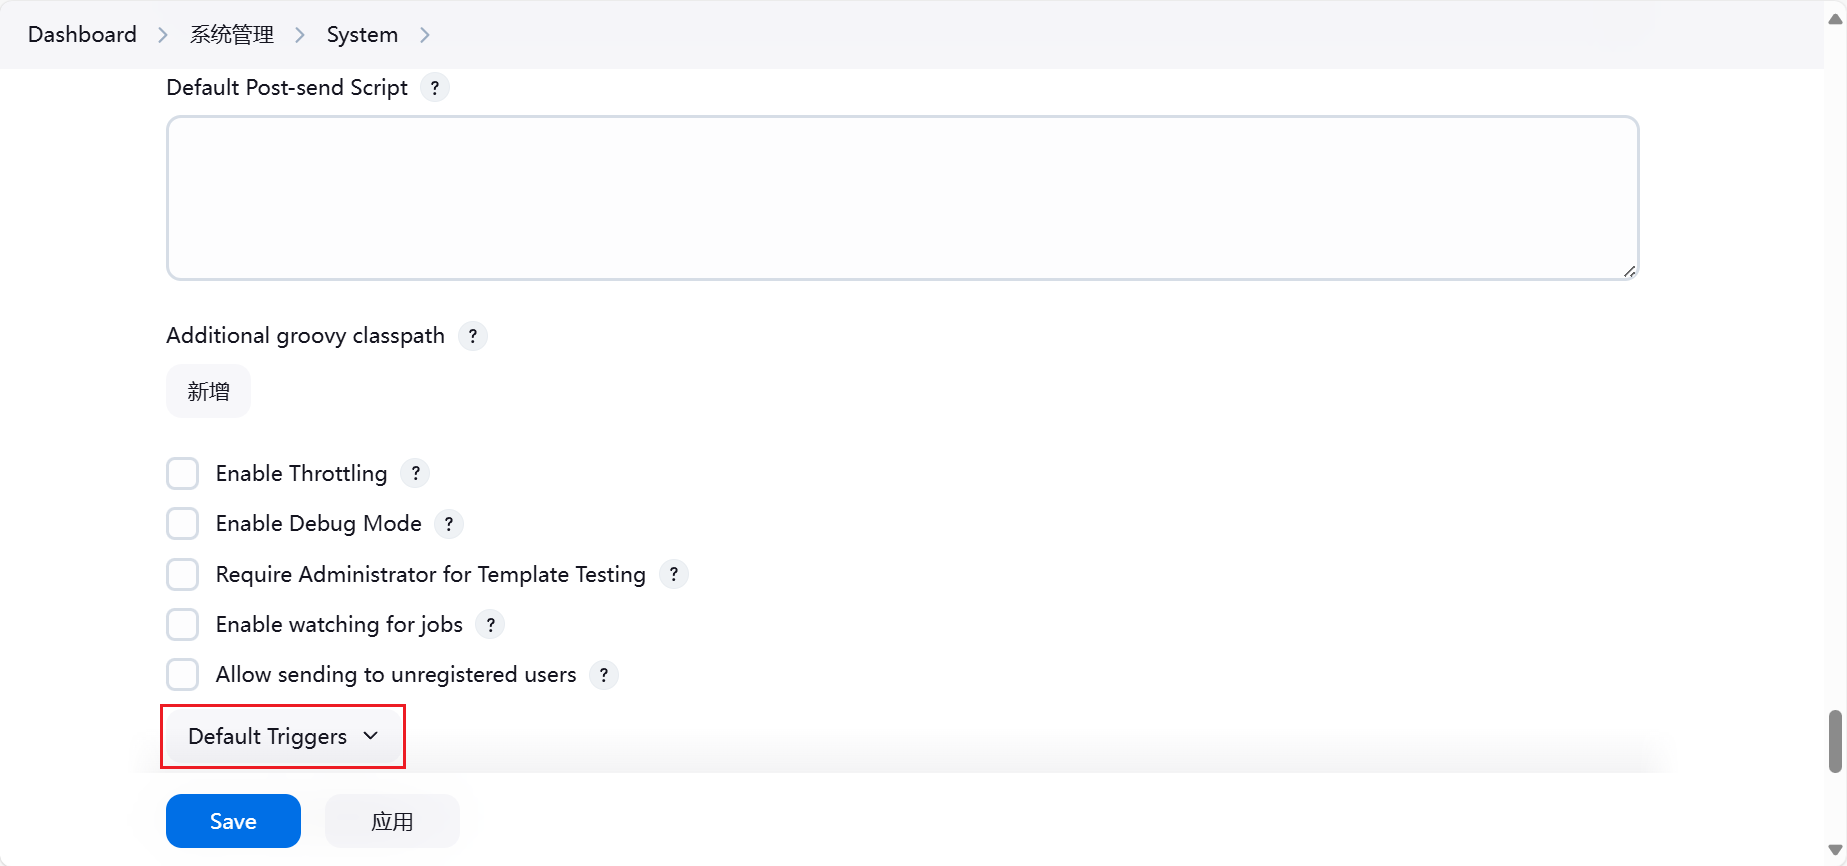 Dashboard 系统管理 System
Default Post-send Script ?
Additional groovy classpath ?
新增
Enable Throttling ?
Enable Debug Mode ?
Require Administrator for Template Testing ?
Enable watching for jobs ?
Allow sending to unregistered users ?
Default Triggers
Save 应用